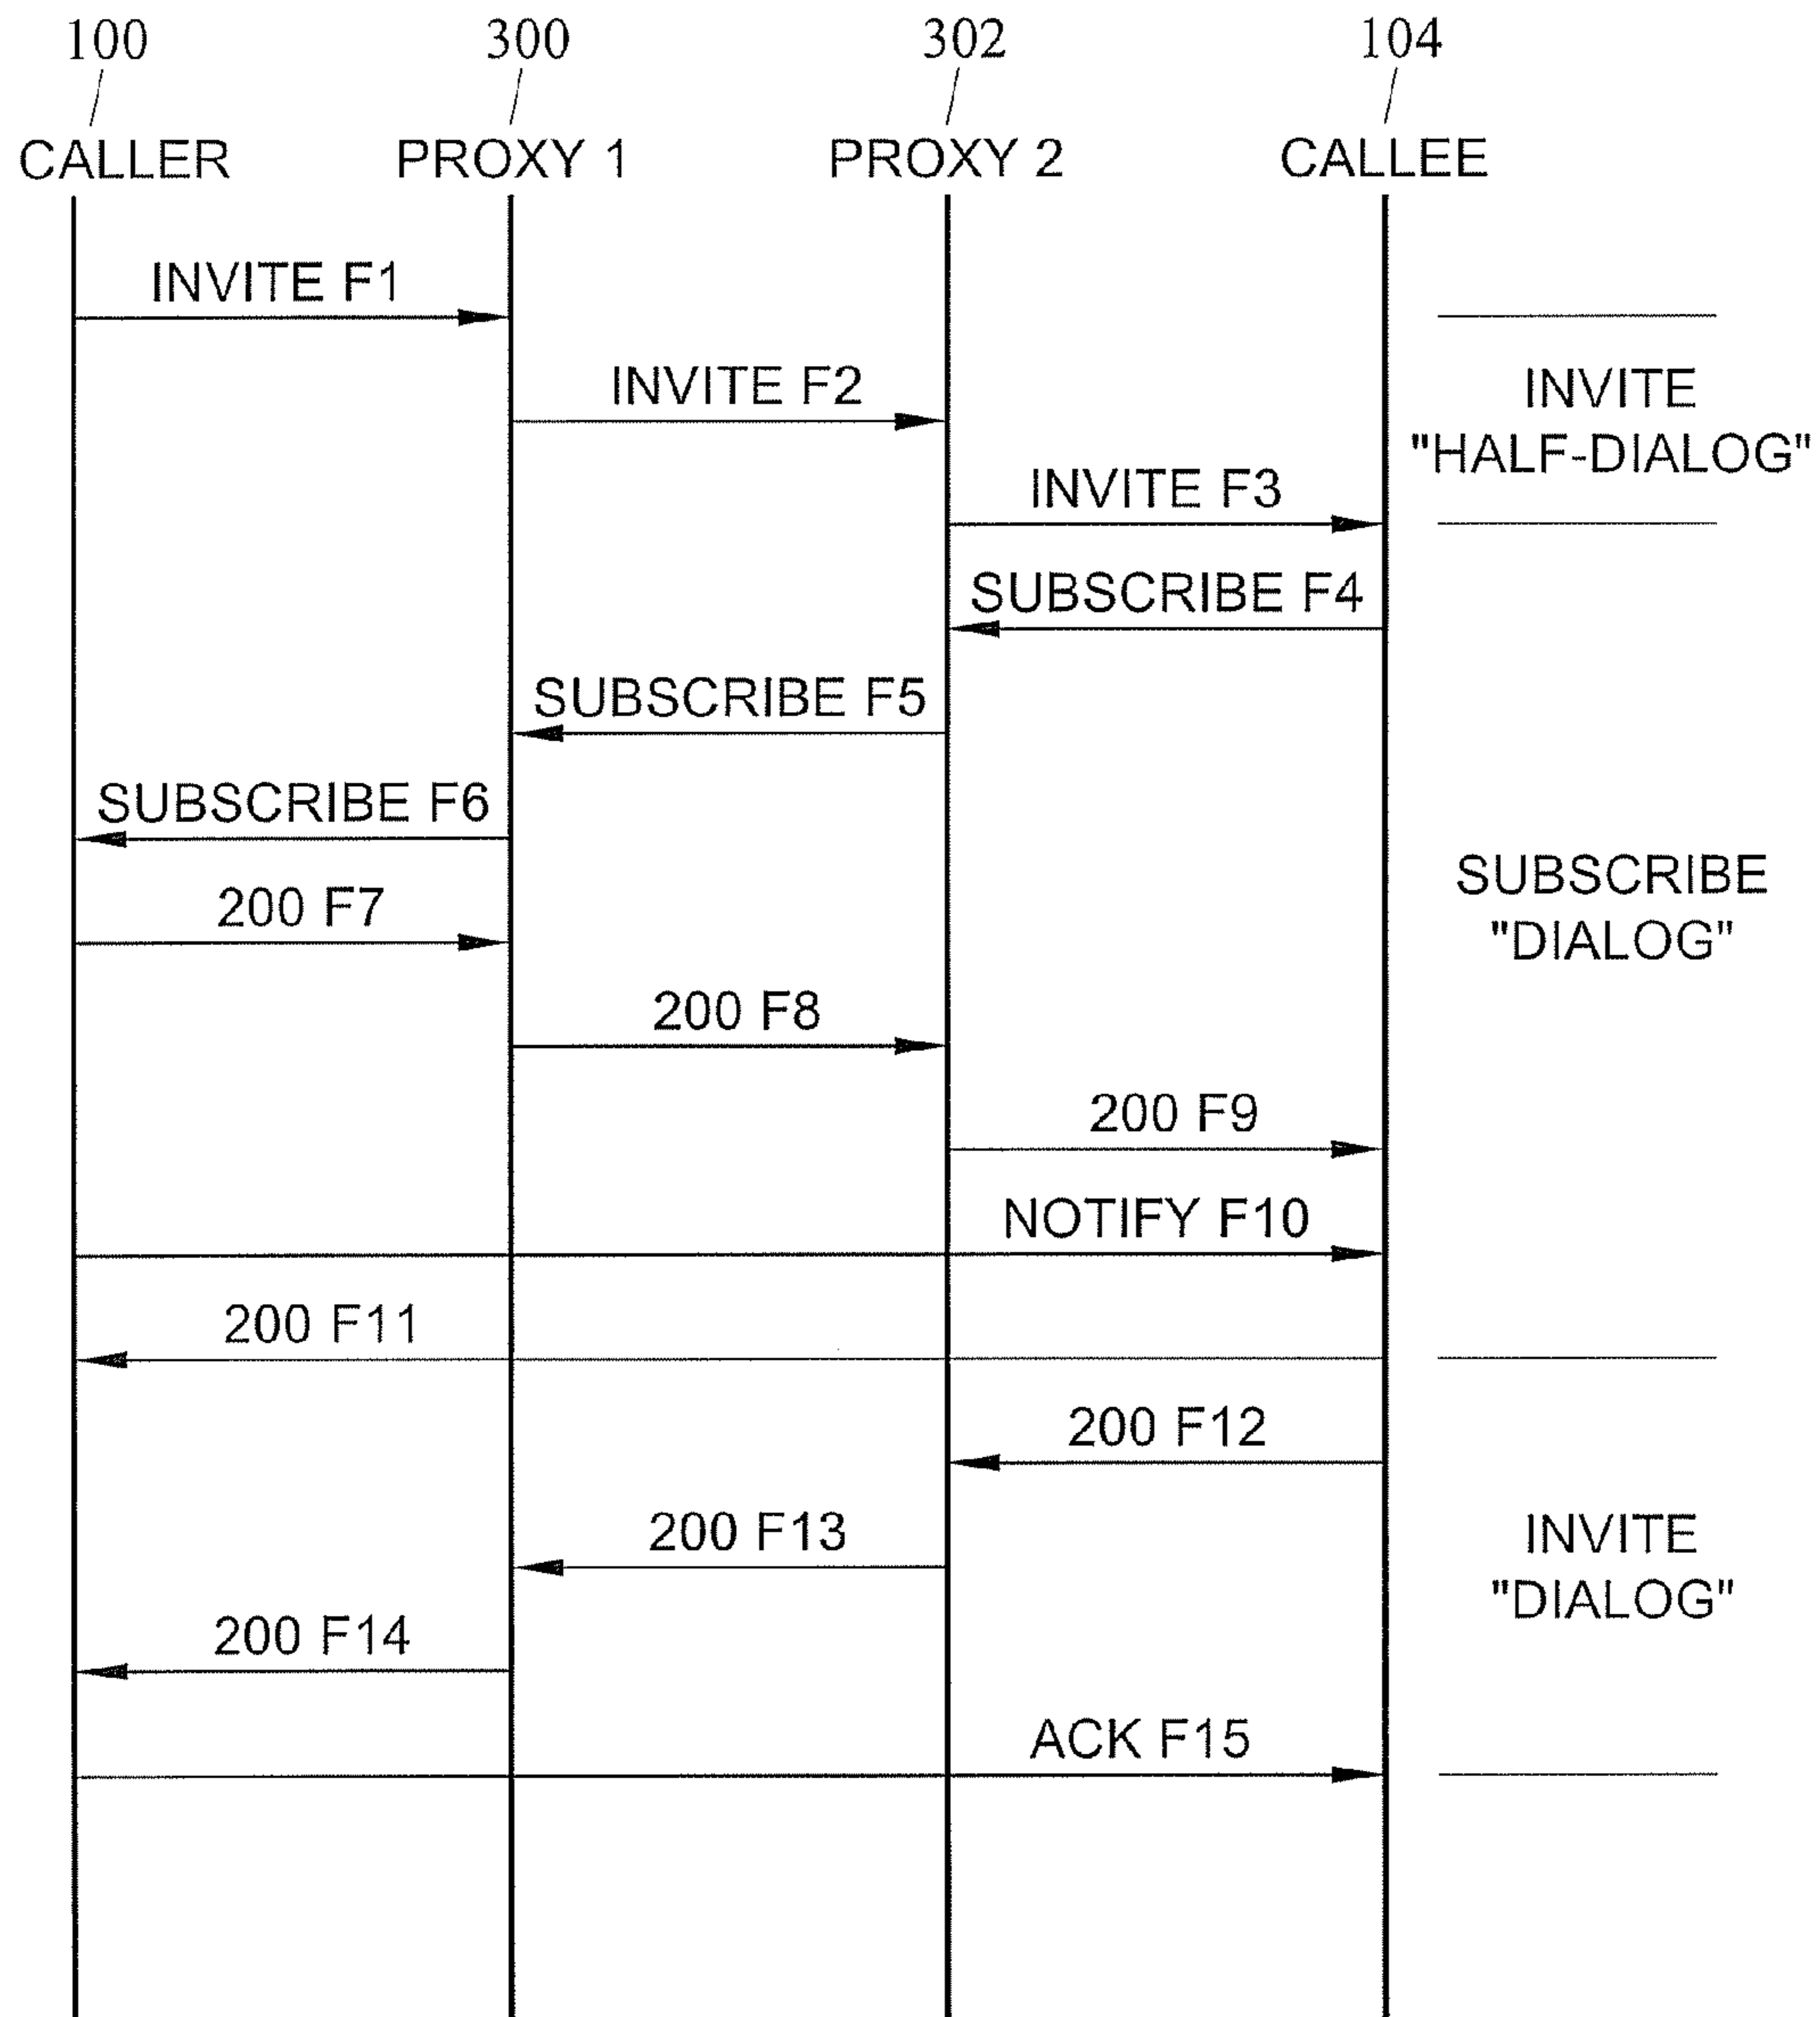 100 300 302 104
CALLER PROXY 1 PROXY 2 CALLEE
INVITE F1
INVITE F2
INVITE
"HALF-DIALOG"
INVITE F3
SUBSCRIBE F4
SUBSCRIBE F5
SUBSCRIBE F6
SUBSCRIBE
"DIALOG"
200 F7
200 F8
200 F9
NOTIFY F10
200 F11
200 F12
200 F13
INVITE
"DIALOG"
200 F14
ACK F15